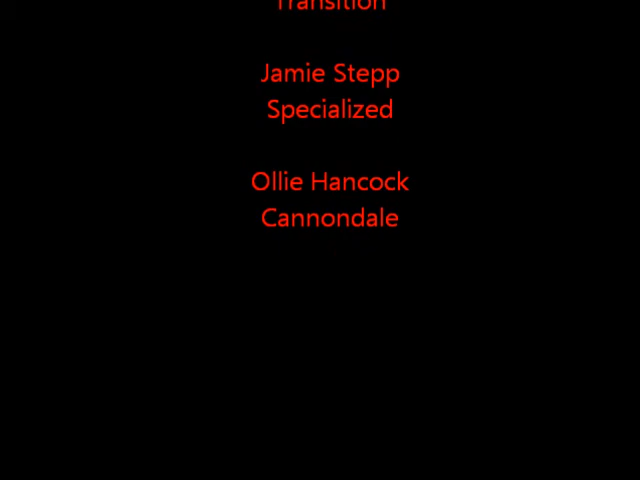 Transition
Jamie Stepp
Specialized
Ollie Hancock
Cannondale